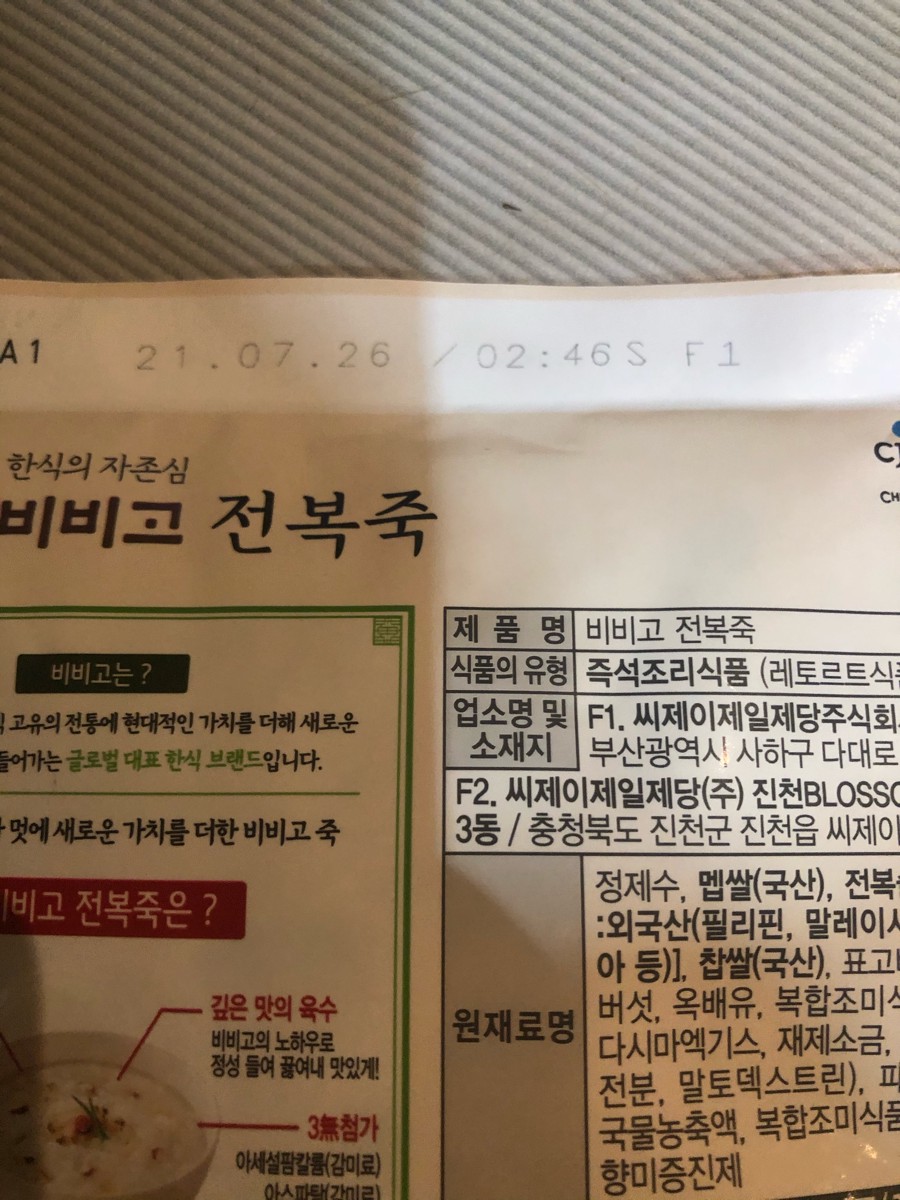 A1 21.07.26 / 02:46S F1
한식의 자존심
비비고 전복죽
CJ
비비고는?
고유의 전통에 현대적인 가치를 더해 새로운
글로벌 대표 한식 브랜드입니다.
멋에 새로운 가치를 더한 비비고 죽
비비고 전복죽은?
깊은 맛의 육수
비비고의 노하우로
정성 들여 끓여내 맛있게!
3無첨가
아세설팜칼륨(감미료)
아스파탐(감미료)
제품명 비비고 전복죽
식품의 유형 즉석조리식품 (레토르트식품
업소명 및 소재지 F1. 씨제이제일제당주식회
부산광역시 사하구 다대로
F2. 씨제이제일제당(주) 진천BLOSSO
3동 / 충청북도 진천군 진천읍 씨제이
원재료명
정제수, 멥쌀(국산), 전복
:외국산(필리핀, 말레이시
아 등)], 찹쌀(국산), 표고
버섯, 옥배유, 복합조미식
다시마엑기스, 재제소금,
전분, 말토덱스트린),
국물농축액, 복합조미식품
향미증진제